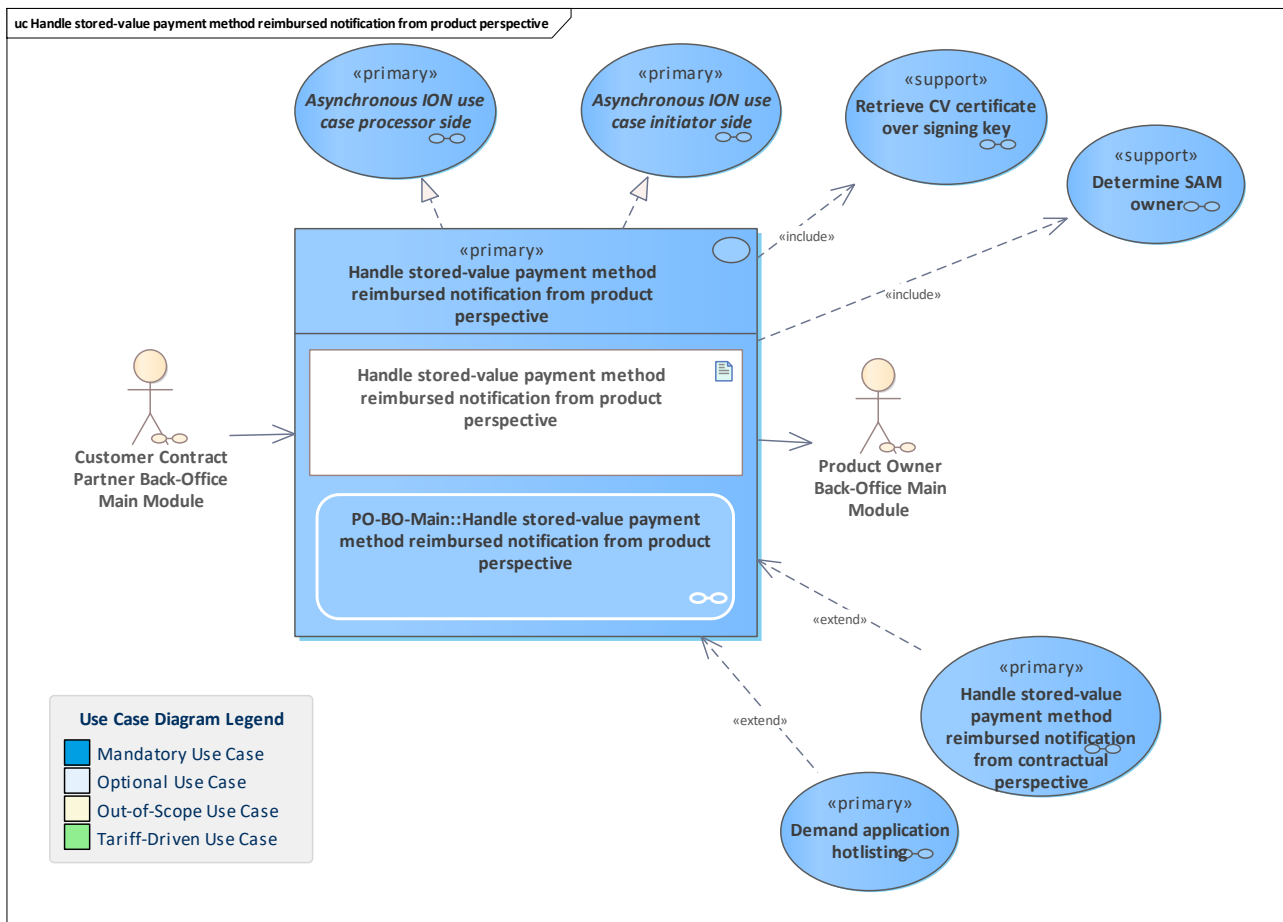 uc Handle stored-value payment method reimbursed notification from product perspective
«primary»
Asynchronous ION use
case processor side
«primary»
Asynchronous ION use
case initiator side
«support»
Retrieve CV certificate
over signing key
«support»
Determine SAM
owner
«include»
«include»
«primary»
Handle stored-value payment method
reimbursed notification from product
perspective
Handle stored-value payment method
reimbursed notification from product
perspective
PO-BO-Main::Handle stored-value payment
method reimbursed notification from product
perspective
Customer Contract
Partner Back-Office
Main Module
Product Owner
Back-Office Main
Module
«extend»
«extend»
«primary»
Handle stored-value
payment method
reimbursed notification
from contractual
perspective
«primary»
Demand application
hotlisting
Use Case Diagram Legend
Mandatory Use Case
Optional Use Case
Out-of-Scope Use Case
Tariff-Driven Use Case